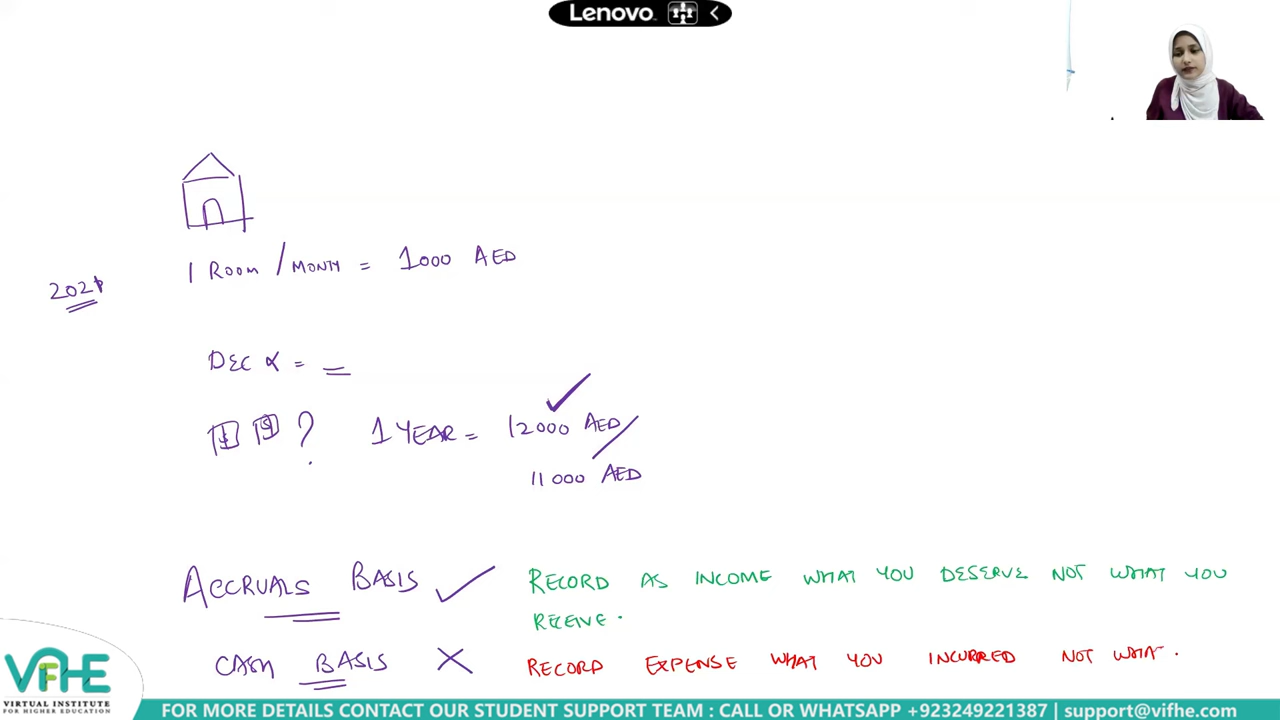 Lenovo
1 ROOM / MONTH = 1000 AED
2021
DEC =
? 1 YEAR = 12000 AED
11000 AED
ACCRUALS BASIS RECORD AS INCOME WHAT YOU DESERVE NOT WHAT YOU
RECEIVE.
CASH BASIS RECORD EXPENSE WHAT YOU INCURRED NOT WHAT
VIFHE
VIRTUAL INSTITUTE
FOR HIGHER EDUCATION
FOR MORE DETAILS CONTACT OUR STUDENT SUPPORT TEAM : CALL OR WHATSAPP +923249221387 | support@vifhe.com